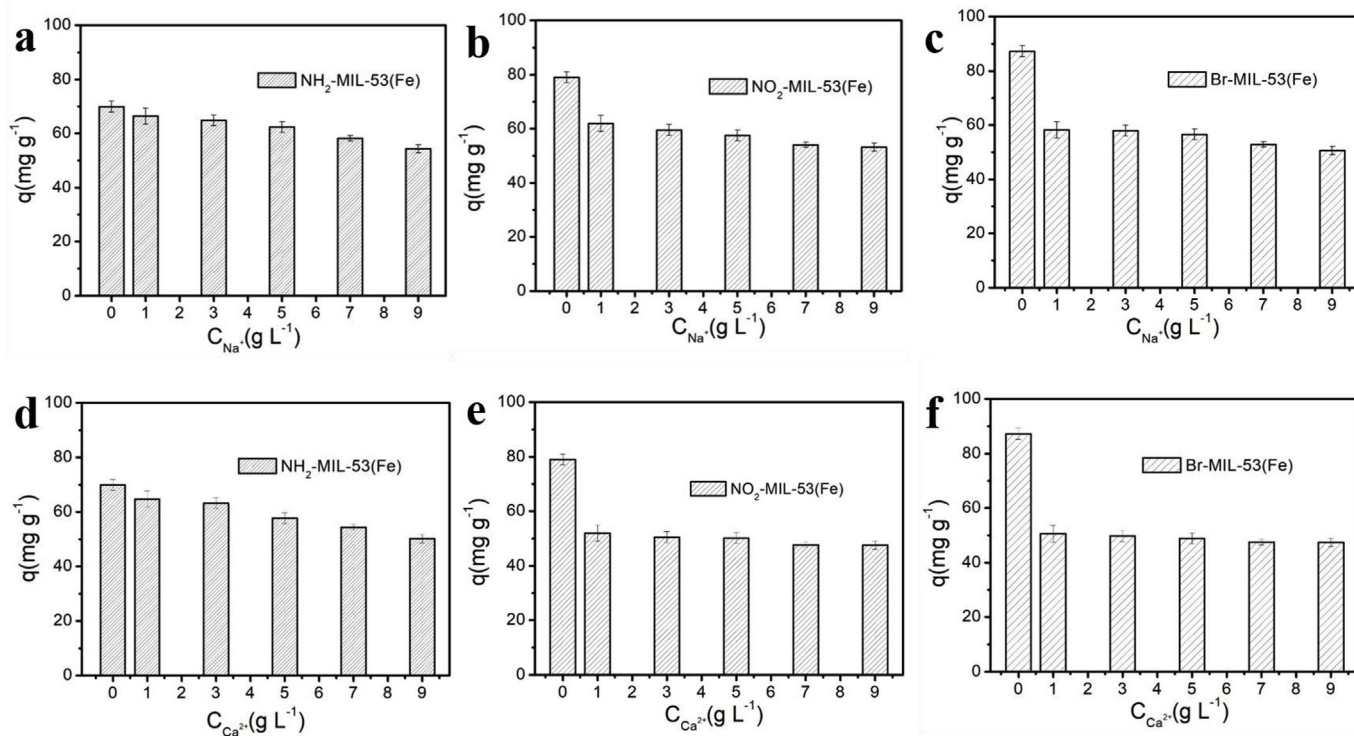 a
100
80
60
40
20
0
q(mg g⁻¹)
NH₂-MIL-53(Fe)
0 1 2 3 4 5 6 7 8 9
C_Na⁺(g L⁻¹)
b
100
80
60
40
20
0
q(mg g⁻¹)
NO₂-MIL-53(Fe)
0 1 2 3 4 5 6 7 8 9
C_Na⁺(g L⁻¹)
c
100
80
60
40
20
0
q(mg g⁻¹)
Br-MIL-53(Fe)
0 1 2 3 4 5 6 7 8 9
C_Na⁺(g L⁻¹)
d
100
80
60
40
20
0
q(mg g⁻¹)
NH₂-MIL-53(Fe)
0 1 2 3 4 5 6 7 8 9
C_Ca²⁺(g L⁻¹)
e
100
80
60
40
20
0
q(mg g⁻¹)
NO₂-MIL-53(Fe)
0 1 2 3 4 5 6 7 8 9
C_Ca²⁺(g L⁻¹)
f
100
80
60
40
20
0
q(mg g⁻¹)
Br-MIL-53(Fe)
0 1 2 3 4 5 6 7 8 9
C_Ca²⁺(g L⁻¹)